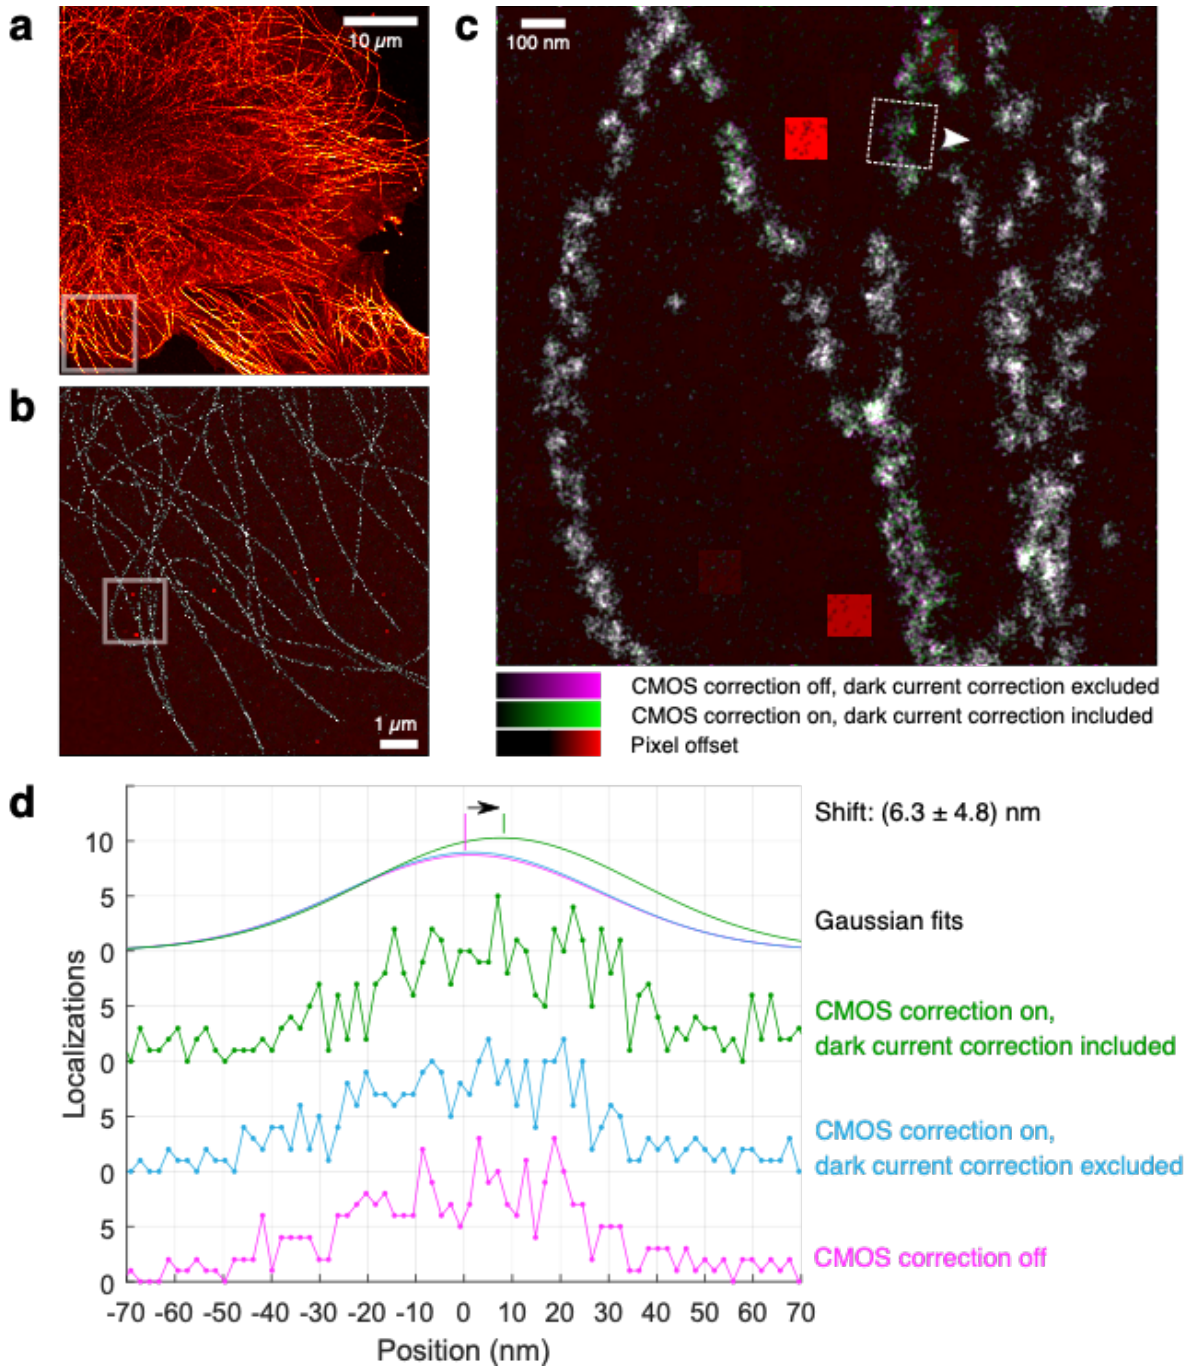 a
10 µm
b
1 µm
c
100 nm
CMOS correction off, dark current correction excluded
CMOS correction on, dark current correction included
Pixel offset
d
Shift: (6.3 ± 4.8) nm
Gaussian fits
CMOS correction on,
dark current correction included
CMOS correction on,
dark current correction excluded
CMOS correction off
Localizations
10
5
0
5
0
5
0
5
0
-70 -60 -50 -40 -30 -20 -10 0 10 20 30 40 50 60 70
Position (nm)